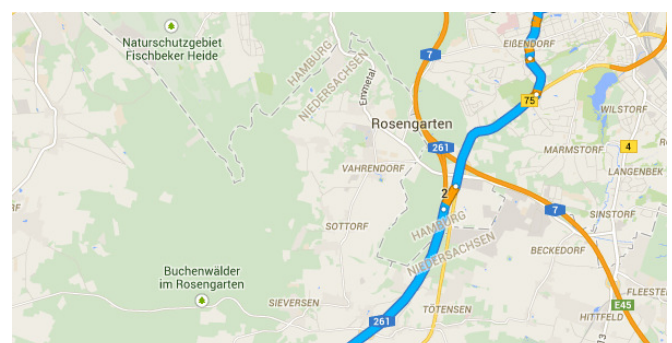 Naturschutzgebiet
Fischbeker Heide
HAMBURG
NIEDERSACHSEN
Envnetal
7
EIßENDORF
75
WILSTORF
Rosengarten
261
MARMSTORF
4
LANGENBEK
VAHRENDORF
2
7
SINSTORF
SOTTORF
HAMBURG
NIEDERSACHSEN
BECKEDORF
Buchenwälder
im Rosengarten
SIEVERSEN
TÖTENSEN
261
E45
FLEESTE
HITTFELD